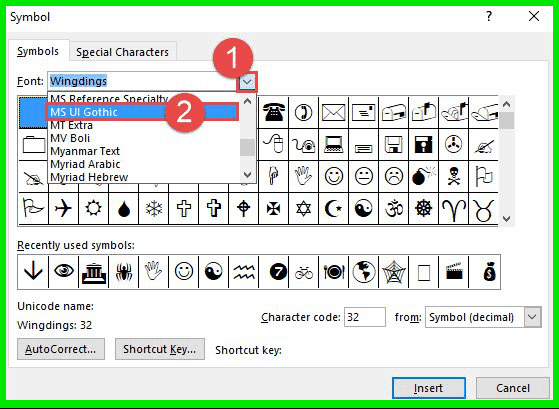 Symbol
Symbols Special Characters
1
Font: Wingdings
MS Reference Specialty
MS UI Gothic
2
MT Extra
MV Boli
Myanmar Text
Myriad Arabic
Myriad Hebrew
Recently used symbols:
Unicode name:
Wingdings: 32
Character code: 32 from: Symbol (decimal)
AutoCorrect... Shortcut Key... Shortcut key:
Insert Cancel